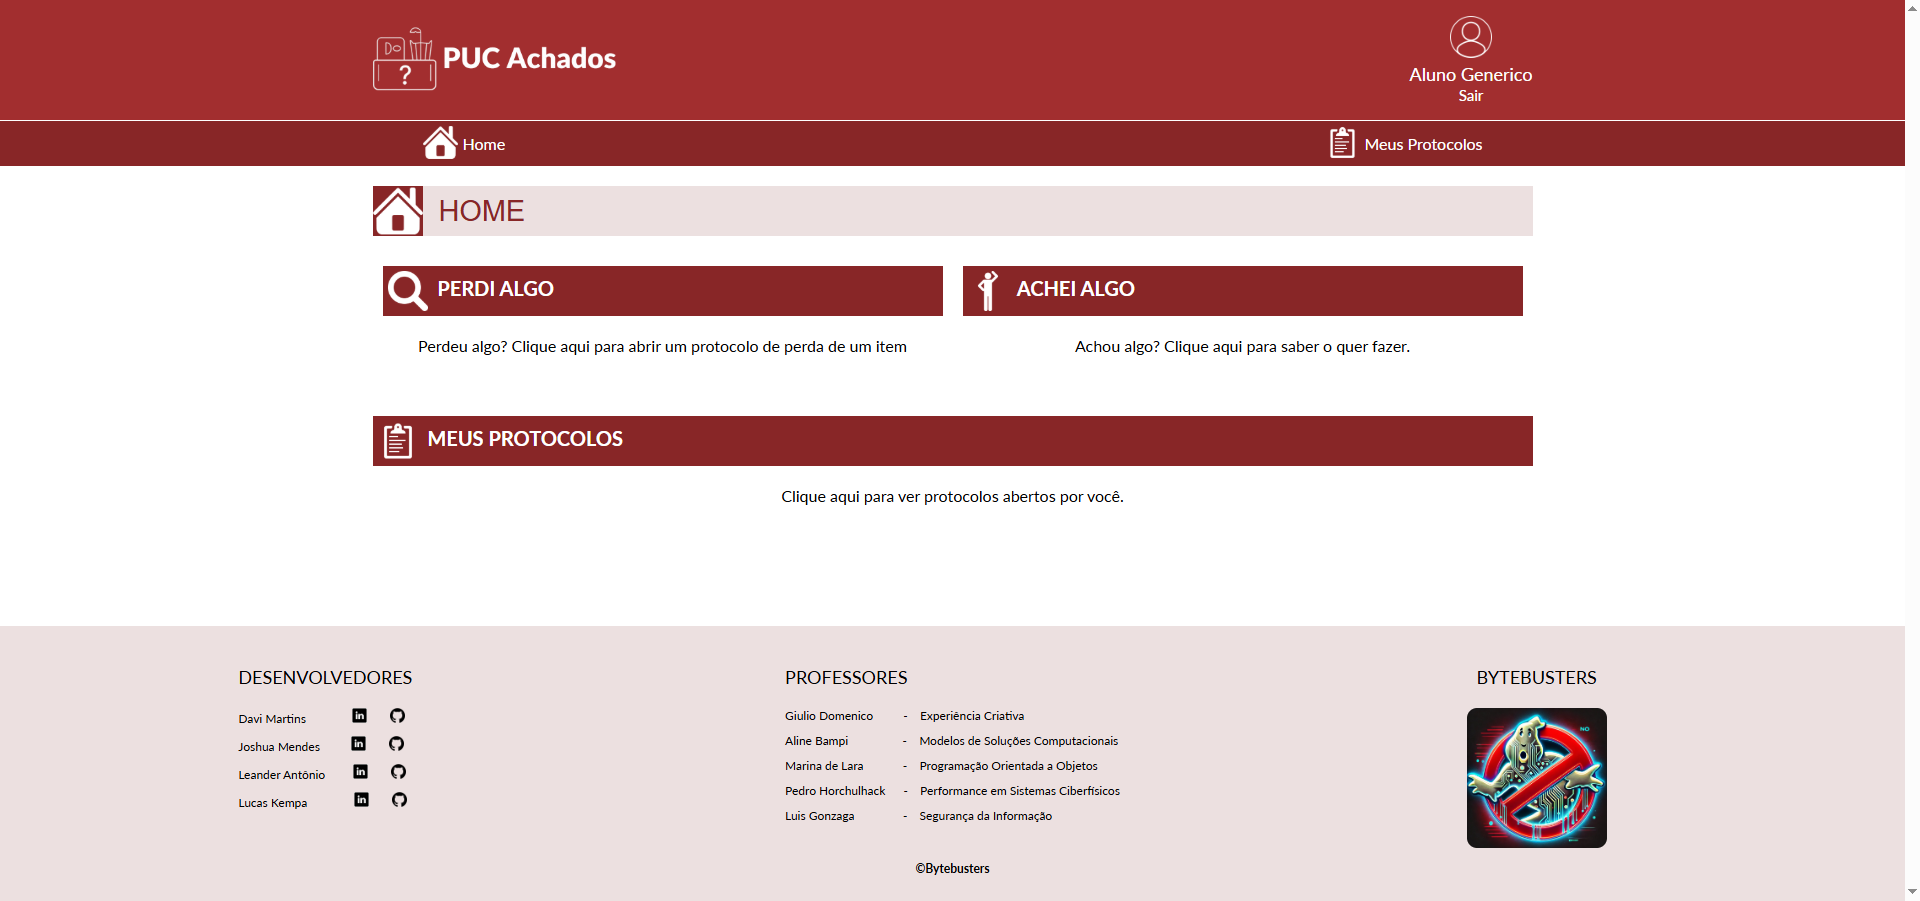 PUC Achados
Aluno Generico
Sair
Home
Meus Protocolos
HOME
PERDI ALGO
ACHEI ALGO
Perdeu algo? Clique aqui para abrir um protocolo de perda de um item
Achou algo? Clique aqui para saber o quer fazer.
MEUS PROTOCOLOS
Clique aqui para ver protocolos abertos por você.
DESENVOLVEDORES
Davi Martins
Joshua Mendes
Leander Antônio
Lucas Kempa
PROFESSORES
Giulio Domenico - Experiência Criativa
Aline Bampi - Modelos de Soluções Computacionais
Marina de Lara - Programação Orientada a Objetos
Pedro Horchulhack - Performance em Sistemas Ciberfísicos
Luis Gonzaga - Segurança da Informação
BYTEBUSTERS
NO
©Bytebusters